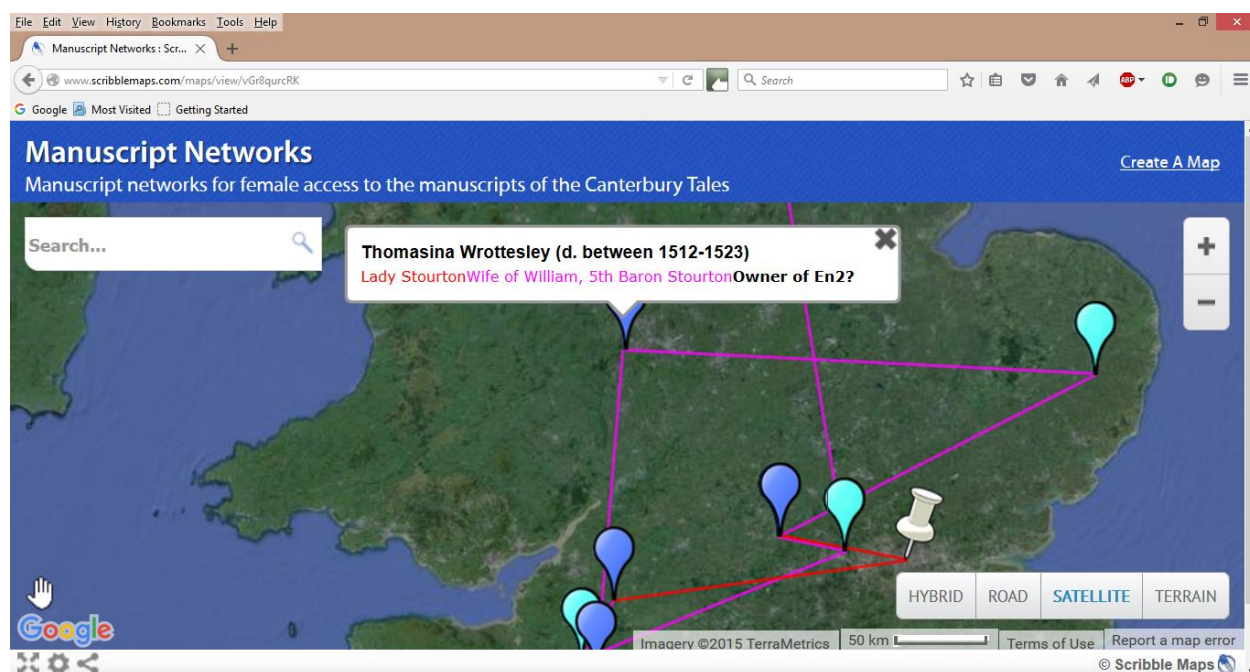 File Edit View History Bookmarks Tools Help
Manuscript Networks : Scr...
www.scribblemaps.com/maps/view/vGr8qurcRK
Search
ABP
Google Most Visited Getting Started
Manuscript Networks
Create A Map
Manuscript networks for female access to the manuscripts of the Canterbury Tales
Search...
Thomasina Wrottesley (d. between 1512-1523)
Lady StourtonWife of William, 5th Baron StourtonOwner of En2?
HYBRID ROAD SATELLITE TERRAIN
Google
Imagery ©2015 TerraMetrics 50 km Terms of Use Report a map error
© Scribble Maps